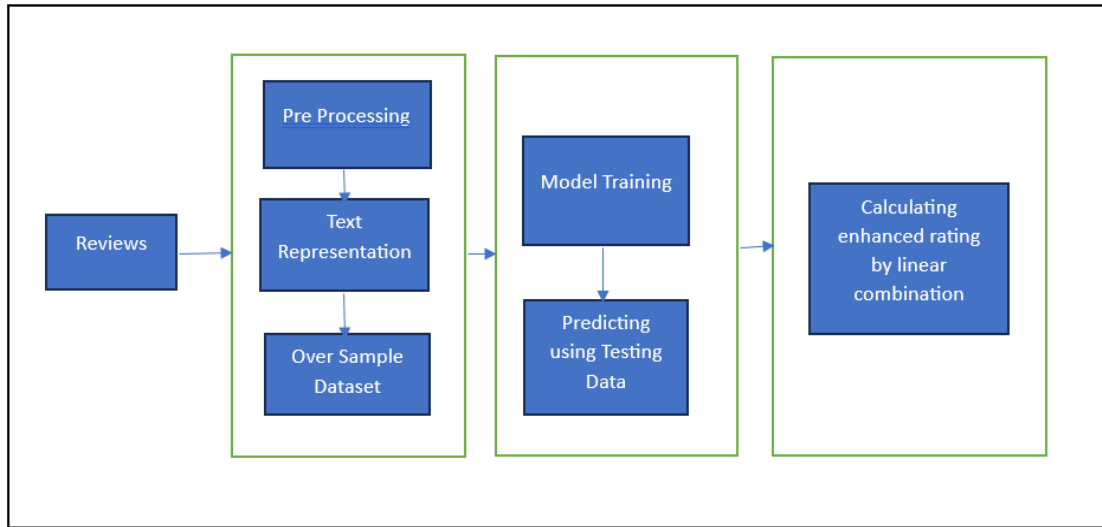 Reviews
Pre Processing
Text
Representation
Over Sample
Dataset
Model Training
Predicting
using Testing
Data
Calculating
enhanced rating
by linear
combination